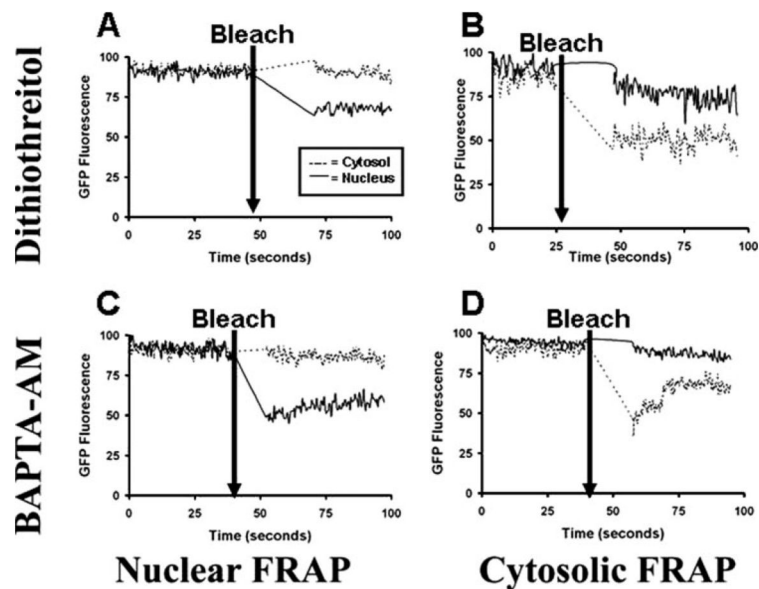 Dithiothreitol
A
Bleach
100
75
50
25
0
GFP Fluorescence
= Cytosol
= Nucleus
0 25 50 75 100
Time (seconds)
B
Bleach
100
75
50
25
0
GFP Fluorescence
0 25 50 75 100
Time (seconds)
BAPTA-AM
C
Bleach
100
75
50
25
0
GFP Fluorescence
0 25 50 75 100
Time (seconds)
D
Bleach
100
75
50
25
0
GFP Fluorescence
0 25 50 75 100
Time (seconds)
Nuclear FRAP
Cytosolic FRAP